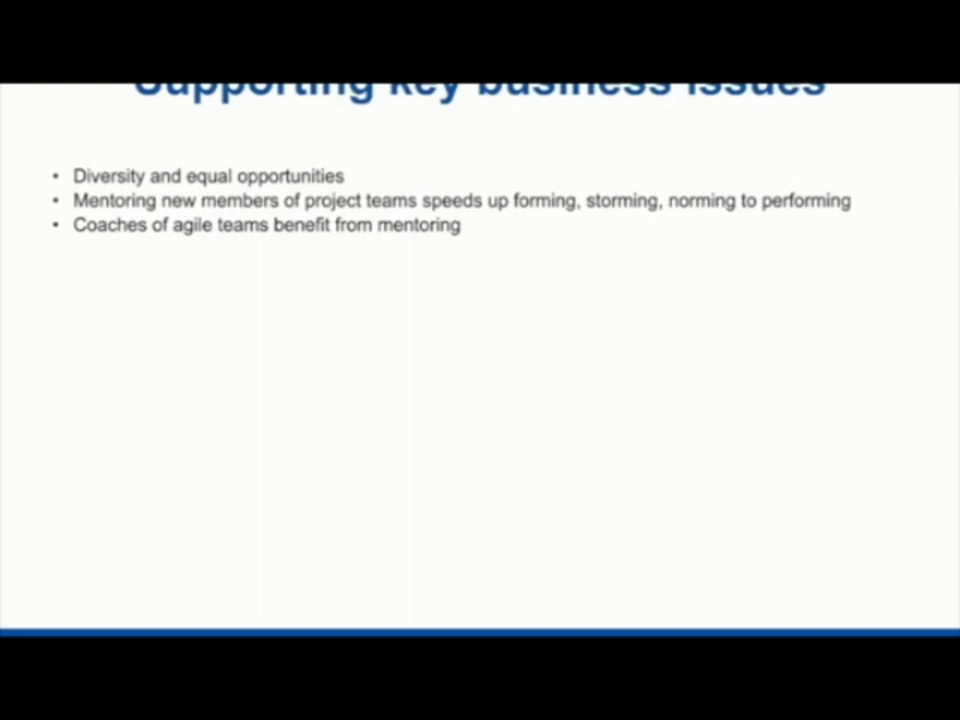 Supporting key business issues
• Diversity and equal opportunities
• Mentoring new members of project teams speeds up forming, storming, norming to performing
• Coaches of agile teams benefit from mentoring